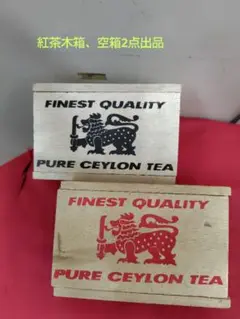 紅茶木箱、空箱2点出品
FINEST QUALITY
PURE CEYLON TEA
FINEST QUALITY
PURE CEYLON TEA